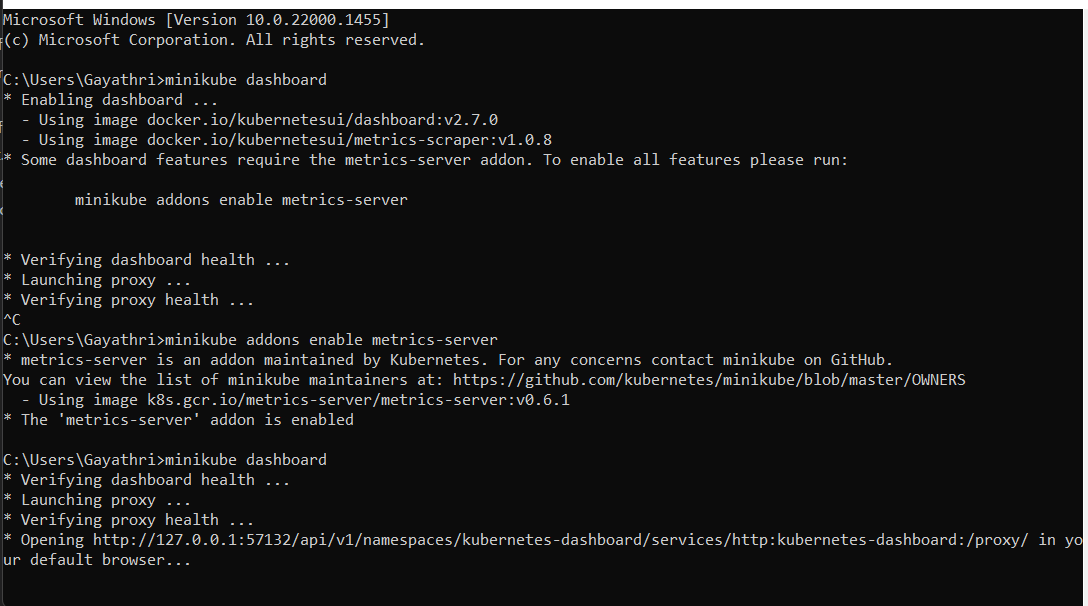 Microsoft Windows [Version 10.0.22000.1455]
(c) Microsoft Corporation. All rights reserved.
C:\Users\Gayathri>minikube dashboard
* Enabling dashboard ...
  - Using image docker.io/kubernetesui/dashboard:v2.7.0
  - Using image docker.io/kubernetesui/metrics-scraper:v1.0.8
* Some dashboard features require the metrics-server addon. To enable all features please run:
        minikube addons enable metrics-server
* Verifying dashboard health ...
* Launching proxy ...
* Verifying proxy health ...
^C
C:\Users\Gayathri>minikube addons enable metrics-server
* metrics-server is an addon maintained by Kubernetes. For any concerns contact minikube on GitHub.
You can view the list of minikube maintainers at: https://github.com/kubernetes/minikube/blob/master/OWNERS
  - Using image k8s.gcr.io/metrics-server/metrics-server:v0.6.1
* The 'metrics-server' addon is enabled
C:\Users\Gayathri>minikube dashboard
* Verifying dashboard health ...
* Launching proxy ...
* Verifying proxy health ...
* Opening http://127.0.0.1:57132/api/v1/namespaces/kubernetes-dashboard/services/http:kubernetes-dashboard:/proxy/ in yo
ur default browser...